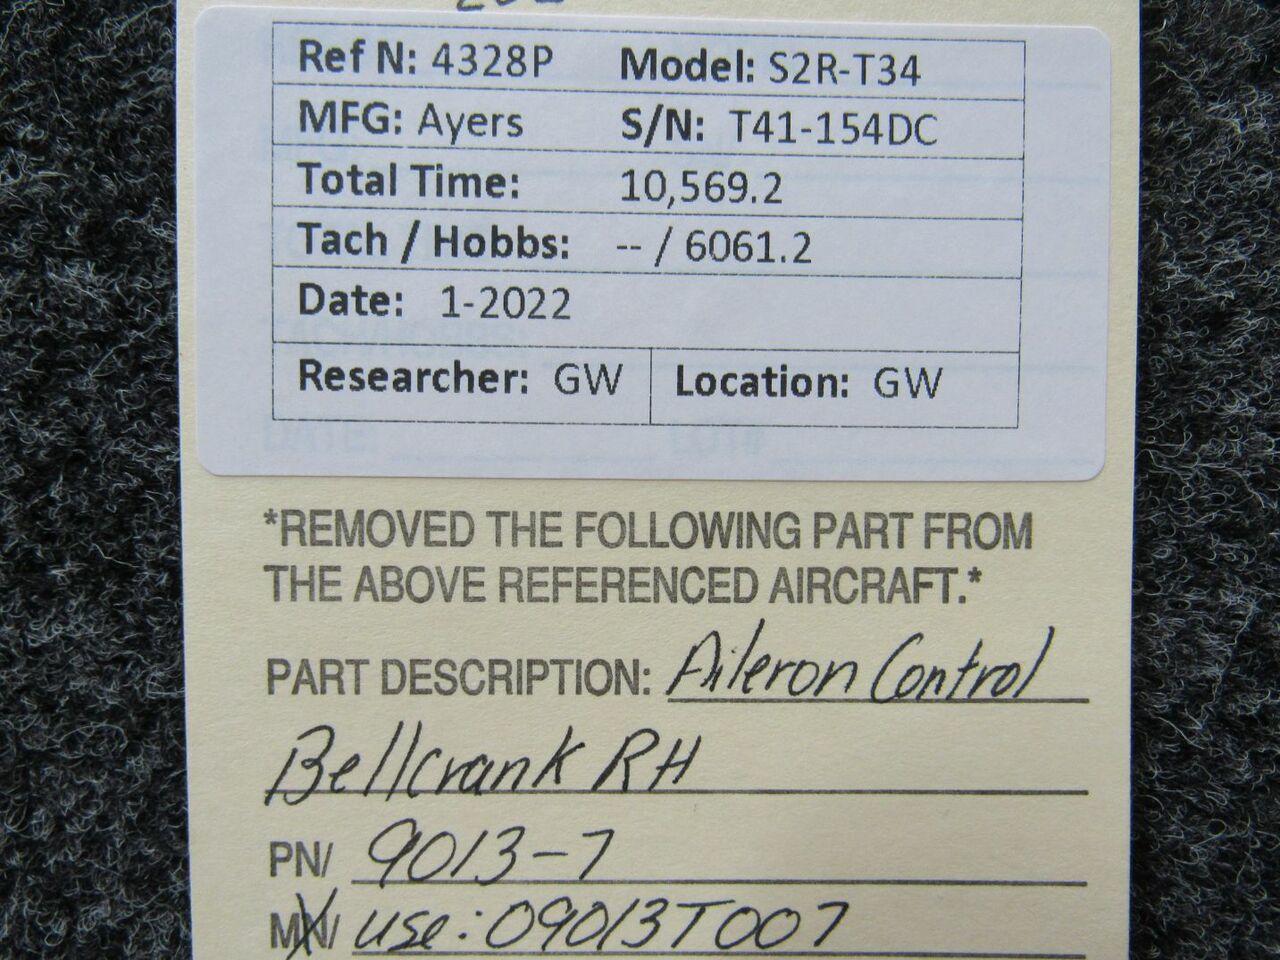 Ref N: 4328P Model: S2R-T34
MFG: Ayers S/N: T41-154DC
Total Time: 10,569.2
Tach / Hobbs: -- / 6061.2
Date: 1-2022
Researcher: GW Location: GW
*REMOVED THE FOLLOWING PART FROM
THE ABOVE REFERENCED AIRCRAFT.*
PART DESCRIPTION: Aileron Control
Bellcrank RH
PN/ 9013-7
MN/ use: 09013T007